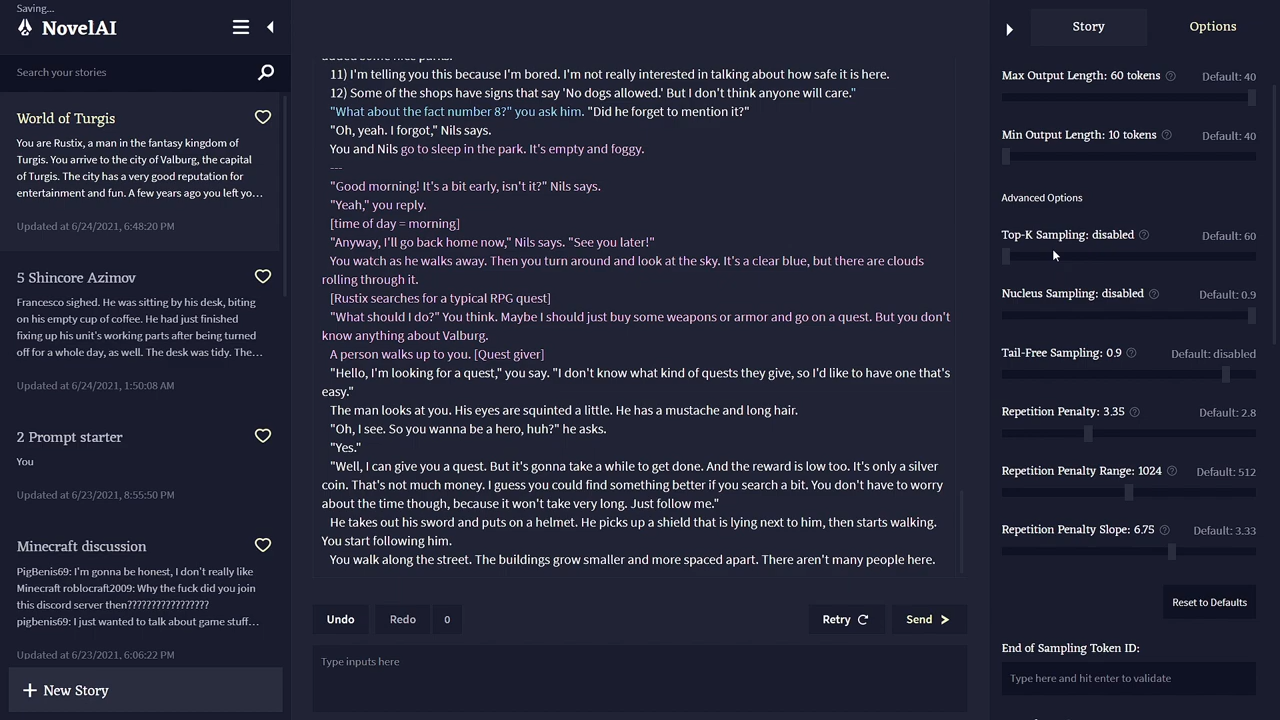 Saving...
NovelAI
Search your stories
World of Turgis
You are Rustix, a man in the fantasy kingdom of
Turgis. You arrive to the city of Valburg, the capital
of Turgis. The city has a very good reputation for
entertainment and fun. A few years ago you left yo...
Updated at 6/24/2021, 6:48:20 PM
5 Shincore Azimov
Francesco sighed. He was sitting by his desk, biting
on his empty cup of coffee. He had just finished
fixing up his unit's working parts after being turned
off for a whole day, as well. The desk was tidy. The...
Updated at 6/24/2021, 1:50:08 AM
2 Prompt starter
You
Updated at 6/23/2021, 8:55:50 PM
Minecraft discussion
PigBenis69: I'm gonna be honest, I don't really like
Minecraft roblocraft2009: Why the fuck did you join
this discord server then????????????????
pigbenis69: I just wanted to talk about game stuff...
Updated at 6/23/2021, 6:06:22 PM
+ New Story
11) I'm telling you this because I'm bored. I'm not really interested in talking about how safe it is here.
12) Some of the shops have signs that say 'No dogs allowed.' But I don't think anyone will care."
"What about the fact number 8?" you ask him. "Did he forget to mention it?"
"Oh, yeah. I forgot," Nils says.
You and Nils go to sleep in the park. It's empty and foggy.
---
"Good morning! It's a bit early, isn't it?" Nils says.
"Yeah," you reply.
[time of day = morning]
"Anyway, I'll go back home now," Nils says. "See you later!"
You watch as he walks away. Then you turn around and look at the sky. It's a clear blue, but there are clouds
rolling through it.
[Rustix searches for a typical RPG quest]
"What should I do?" You think. Maybe I should just buy some weapons or armor and go on a quest. But you don't
know anything about Valburg.
A person walks up to you. [Quest giver]
"Hello, I'm looking for a quest," you say. "I don't know what kind of quests they give, so I'd like to have one that's
easy."
The man looks at you. His eyes are squinted a little. He has a mustache and long hair.
"Oh, I see. So you wanna be a hero, huh?" he asks.
"Yes."
"Well, I can give you a quest. But it's gonna take a while to get done. And the reward is low too. It's only a silver
coin. That's not much money. I guess you could find something better if you search a bit. You don't have to worry
about the time though, because it won't take very long. Just follow me."
He takes out his sword and puts on a helmet. He picks up a shield that is lying next to him, then starts walking.
You start following him.
You walk along the street. The buildings grow smaller and more spaced apart. There aren't many people here.
Undo
Redo
0
Retry
Send
Type inputs here
Story
Options
Max Output Length: 60 tokens
Default: 40
Min Output Length: 10 tokens
Default: 40
Advanced Options
Top-K Sampling: disabled
Default: 60
Nucleus Sampling: disabled
Default: 0.9
Tail-Free Sampling: 0.9
Default: disabled
Repetition Penalty: 3.35
Default: 2.8
Repetition Penalty Range: 1024
Default: 512
Repetition Penalty Slope: 6.75
Default: 3.33
Reset to Defaults
End of Sampling Token ID:
Type here and hit enter to validate